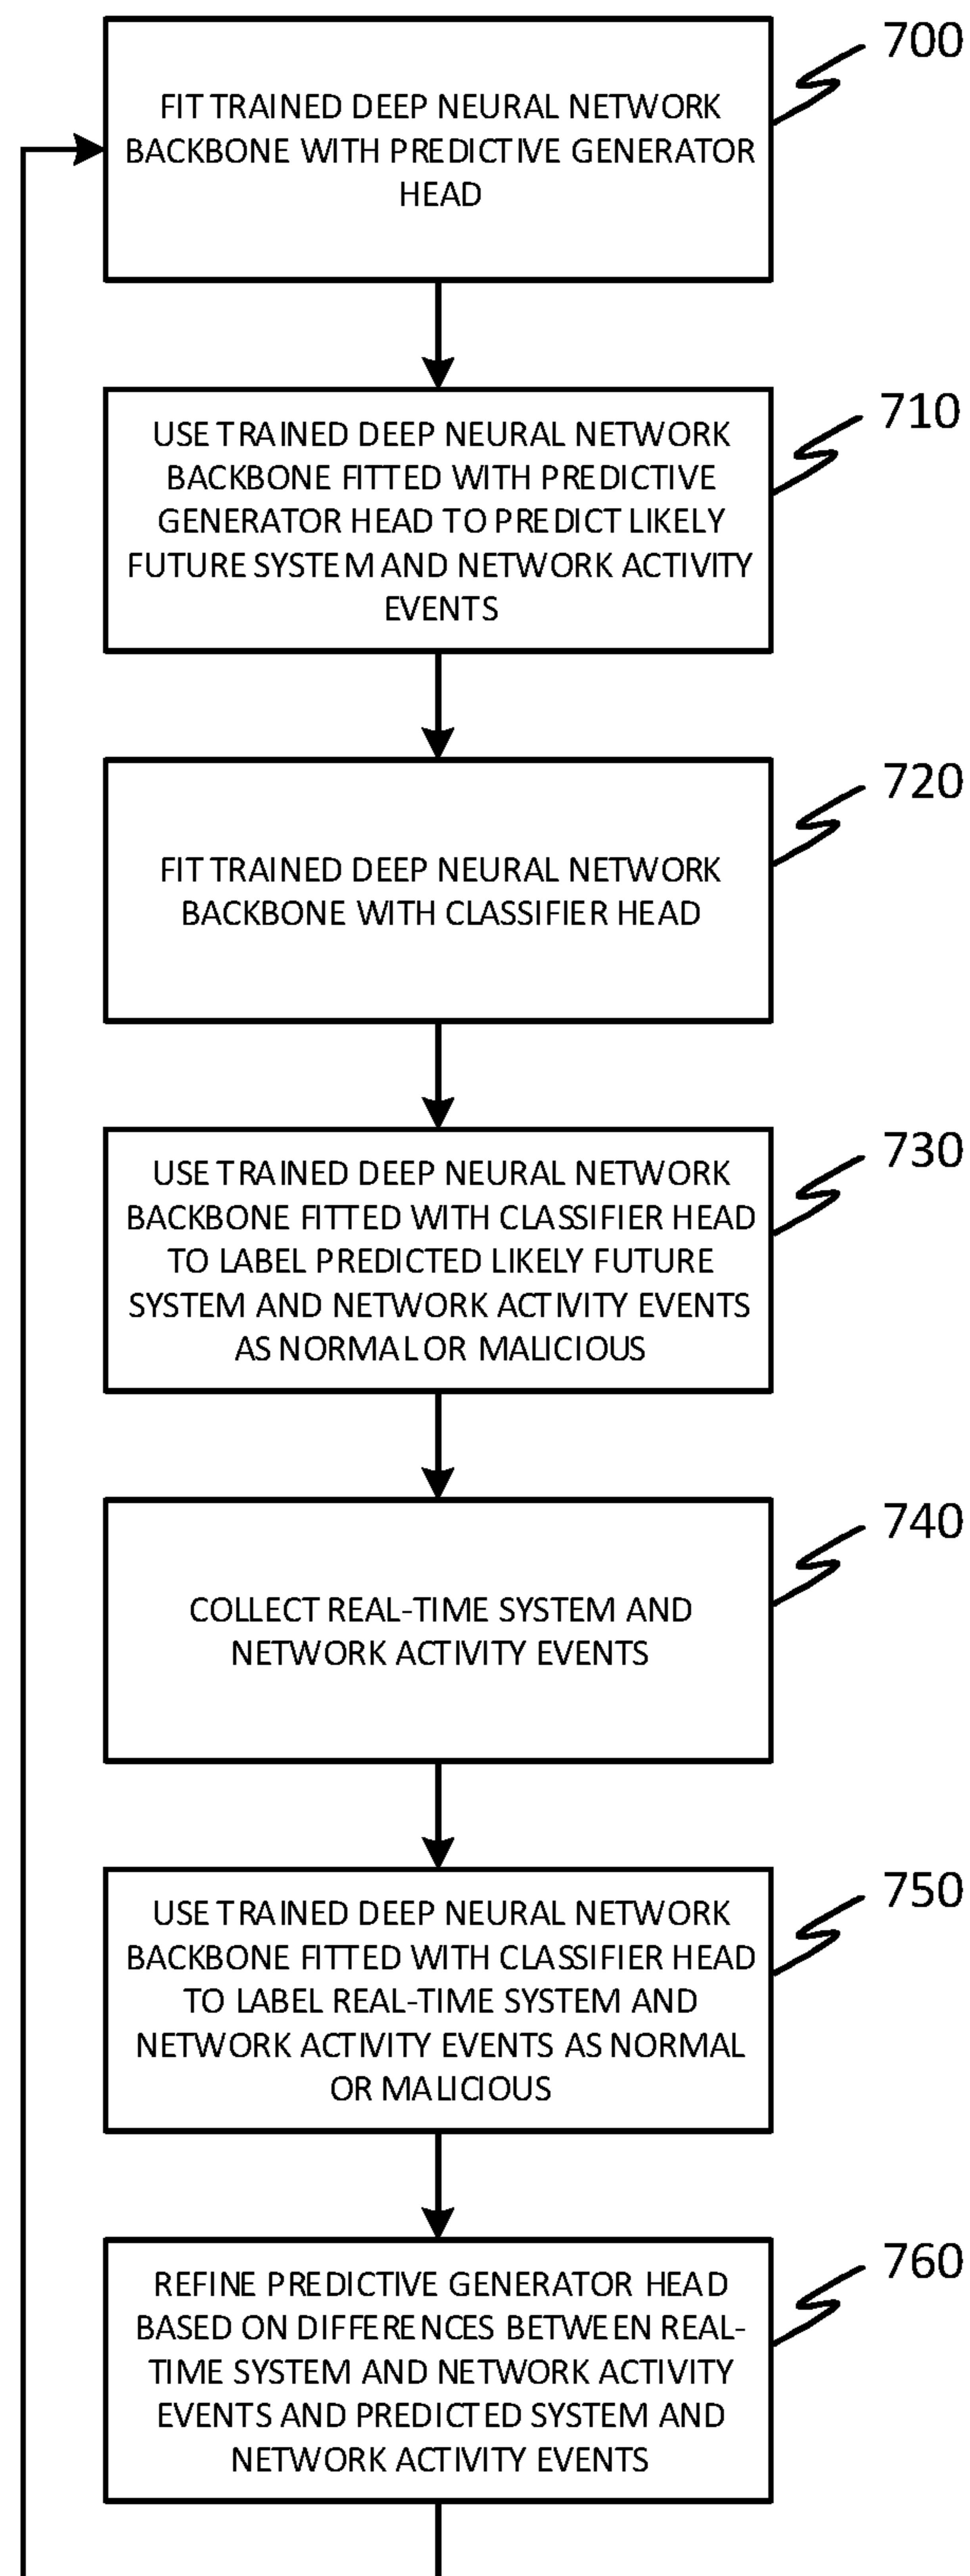 700
FIT TRAINED DEEP NEURAL NETWORK
BACKBONE WITH PREDICTIVE GENERATOR
HEAD
710
USE TRAINED DEEP NEURAL NETWORK
BACKBONE FITTED WITH PREDICTIVE
GENERATOR HEAD TO PREDICT LIKELY
FUTURE SYSTEM AND NETWORK ACTIVITY
EVENTS
720
FIT TRAINED DEEP NEURAL NETWORK
BACKBONE WITH CLASSIFIER HEAD
730
USE TRAINED DEEP NEURAL NETWORK
BACKBONE FITTED WITH CLASSIFIER HEAD
TO LABEL PREDICTED LIKELY FUTURE
SYSTEM AND NETWORK ACTIVITY EVENTS
AS NORMAL OR MALICIOUS
740
COLLECT REAL-TIME SYSTEM AND
NETWORK ACTIVITY EVENTS
750
USE TRAINED DEEP NEURAL NETWORK
BACKBONE FITTED WITH CLASSIFIER HEAD
TO LABEL REAL-TIME SYSTEM AND
NETWORK ACTIVITY EVENTS AS NORMAL
OR MALICIOUS
760
REFINE PREDICTIVE GENERATOR HEAD
BASED ON DIFFERENCES BETWEEN REAL-
TIME SYSTEM AND NETWORK ACTIVITY
EVENTS AND PREDICTED SYSTEM AND
NETWORK ACTIVITY EVENTS